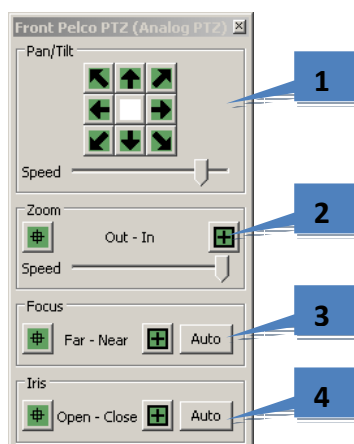 Front Pelco PTZ (Analog PTZ)
Pan/Tilt
1
Speed
Zoom
2
Out - In
Speed
Focus
3
Far - Near
Auto
Iris
4
Open - Close
Auto